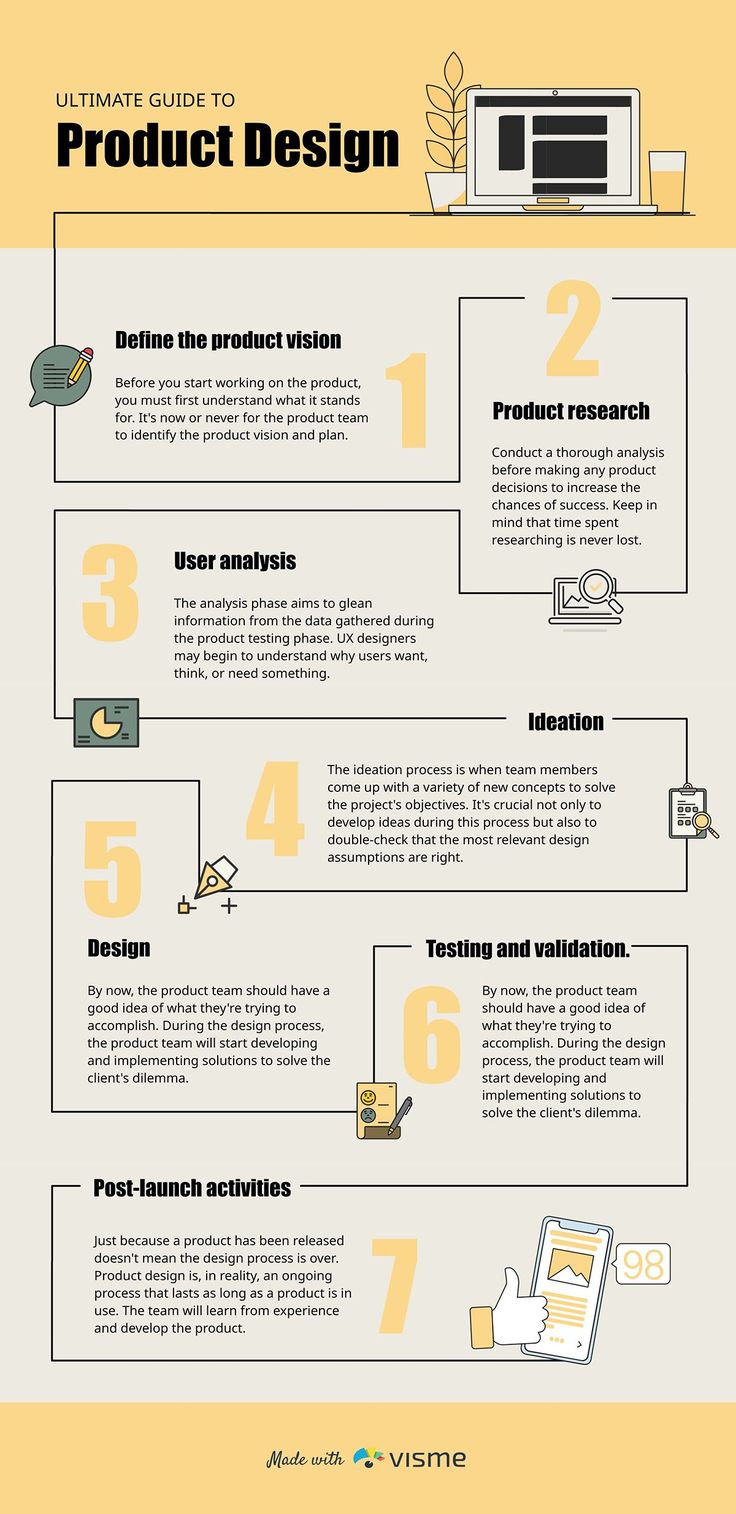 ULTIMATE GUIDE TO
Product Design
1
Define the product vision
Before you start working on the product,
you must first understand what it stands
for. It's now or never for the product team
to identify the product vision and plan.
2
Product research
Conduct a thorough analysis
before making any product
decisions to increase the
chances of success. Keep in
mind that time spent
researching is never lost.
3
User analysis
The analysis phase aims to glean
information from the data gathered during
the product testing phase. UX designers
may begin to understand why users want,
think, or need something.
4
Ideation
The ideation process is when team members
come up with a variety of new concepts to solve
the project's objectives. It's crucial not only to
develop ideas during this process but also to
double-check that the most relevant design
assumptions are right.
5
Design
By now, the product team should have a
good idea of what they're trying to
accomplish. During the design process,
the product team will start developing
and implementing solutions to solve the
client's dilemma.
6
Testing and validation.
By now, the product team
should have a good idea of
what they're trying to
accomplish. During the design
process, the product team will
start developing and
implementing solutions to
solve the client's dilemma.
7
Post-launch activities
Just because a product has been released
doesn't mean the design process is over.
Product design is, in reality, an ongoing
process that lasts as long as a product is in
use. The team will learn from experience
and develop the product.
98
Made with visme